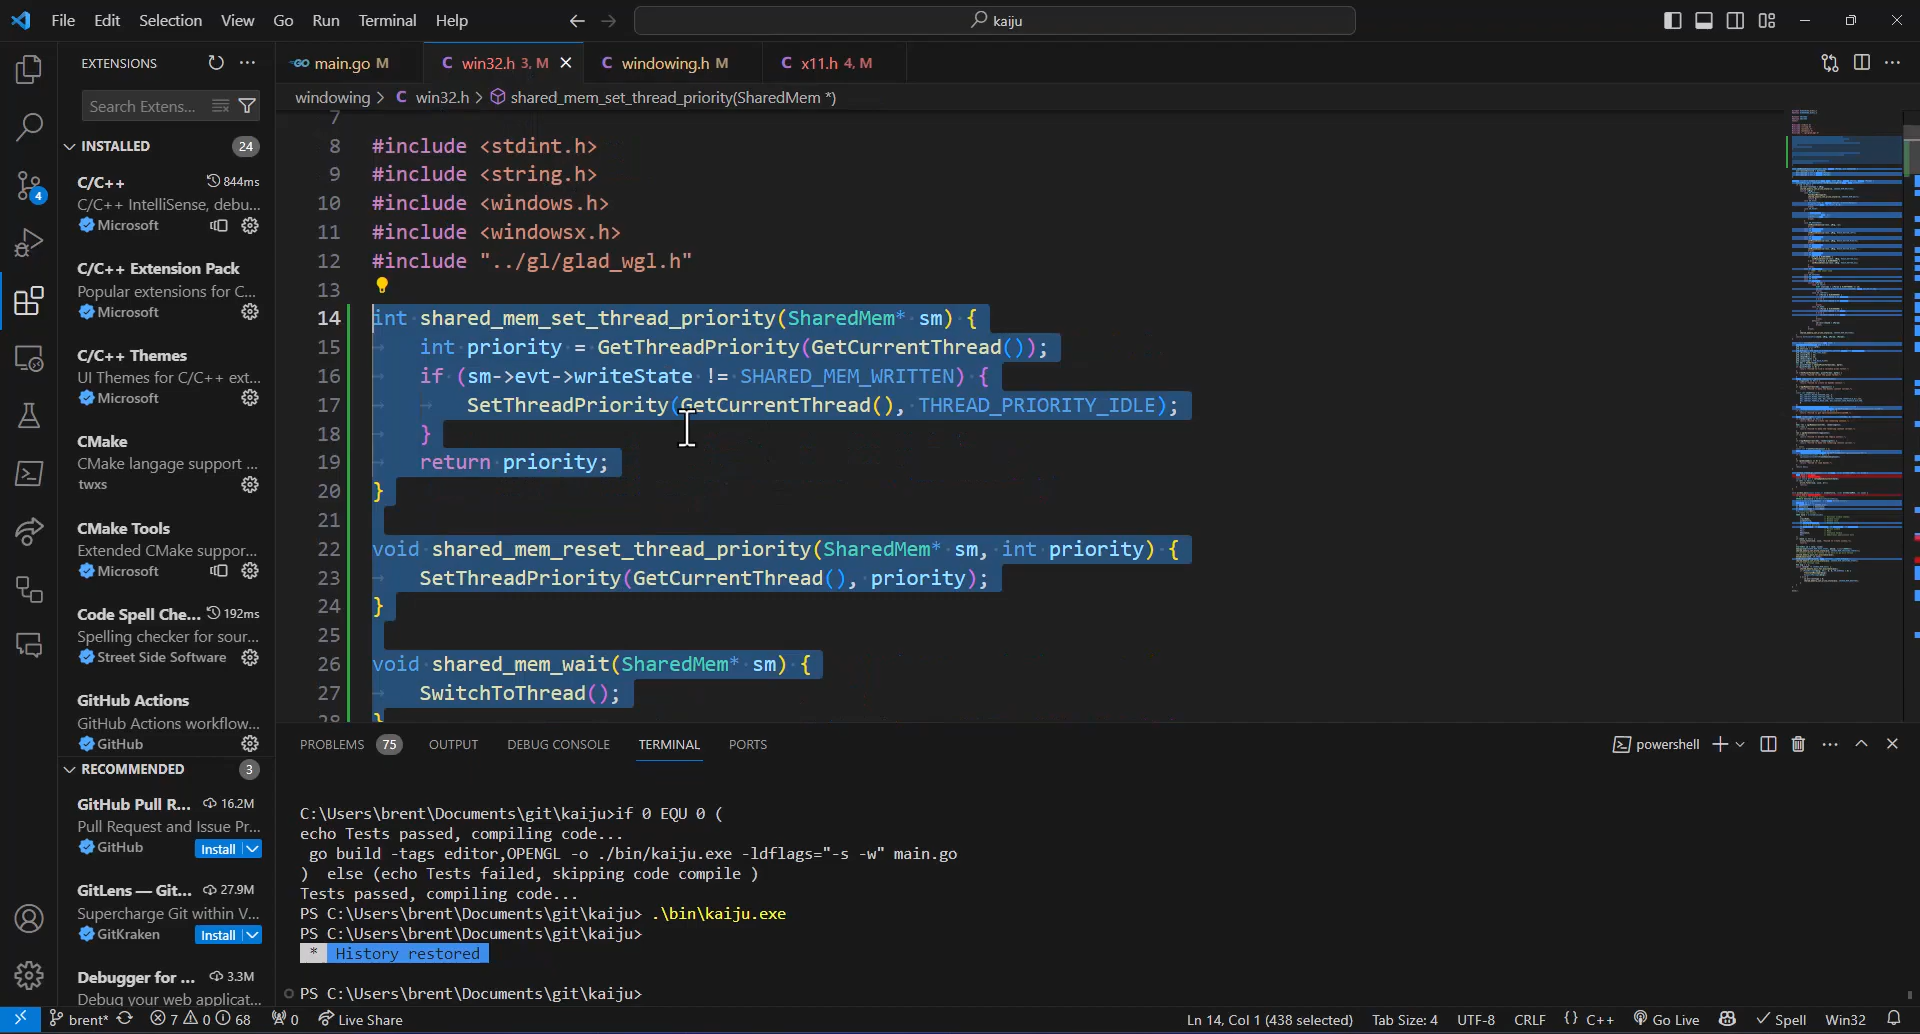 File Edit Selection View Go Run Terminal Help
kaiju
EXTENSIONS
main.go M
win32.h 3, M
windowing.h M
x11.h 4, M
windowing > C win32.h > shared_mem_set_thread_priority(SharedMem *)
Search Extens...
INSTALLED 24
C/C++ 844ms
C/C++ IntelliSense, debu...
Microsoft
C/C++ Extension Pack
Popular extensions for C...
Microsoft
C/C++ Themes
UI Themes for C/C++ ext...
Microsoft
CMake
CMake langage support ...
twxs
CMake Tools
Extended CMake suppor...
Microsoft
Code Spell Che... 192ms
Spelling checker for sour...
Street Side Software
GitHub Actions
GitHub Actions workflow...
GitHub
RECOMMENDED 3
GitHub Pull R... 16.2M
Pull Request and Issue Pr...
GitHub Install
GitLens — Git... 27.9M
Supercharge Git within V...
GitKraken Install
Debugger for ... 3.3M
Debug your web applicat...
4
7
8 #include <stdint.h>
9 #include <string.h>
10 #include <windows.h>
11 #include <windowsx.h>
12 #include "../gl/glad_wgl.h"
13
14 int shared_mem_set_thread_priority(SharedMem* sm) {
15 int priority = GetThreadPriority(GetCurrentThread());
16 if (sm->evt->writeState != SHARED_MEM_WRITTEN) {
17 SetThreadPriority(GetCurrentThread(), THREAD_PRIORITY_IDLE);
18 }
19 return priority;
20 }
21
22 void shared_mem_reset_thread_priority(SharedMem* sm, int priority) {
23 SetThreadPriority(GetCurrentThread(), priority);
24 }
25
26 void shared_mem_wait(SharedMem* sm) {
27 SwitchToThread();
28 }
PROBLEMS 75 OUTPUT DEBUG CONSOLE TERMINAL PORTS
powershell
C:\Users\brent\Documents\git\kaiju>if 0 EQU 0 (
echo Tests passed, compiling code...
go build -tags editor,OPENGL -o ./bin/kaiju.exe -ldflags="-s -w" main.go
) else (echo Tests failed, skipping code compile )
Tests passed, compiling code...
PS C:\Users\brent\Documents\git\kaiju> .\bin\kaiju.exe
PS C:\Users\brent\Documents\git\kaiju>
* History restored
PS C:\Users\brent\Documents\git\kaiju>
brent* 7 0 68 0 Live Share
Ln 14, Col 1 (438 selected) Tab Size: 4 UTF-8 CRLF {} C++ Go Live Spell Win32